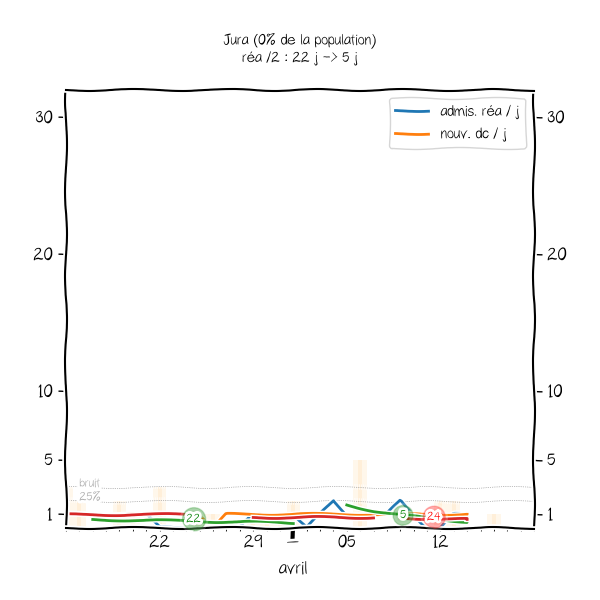 Jura (0% de la population)
réa /2 : 22 j -> 5 j
admis. réa / j
nouv. dc / j
30 30
20 20
10 10
5 5
bruit
25%
1 1
22 5 24
22 29 1 05 12
avril